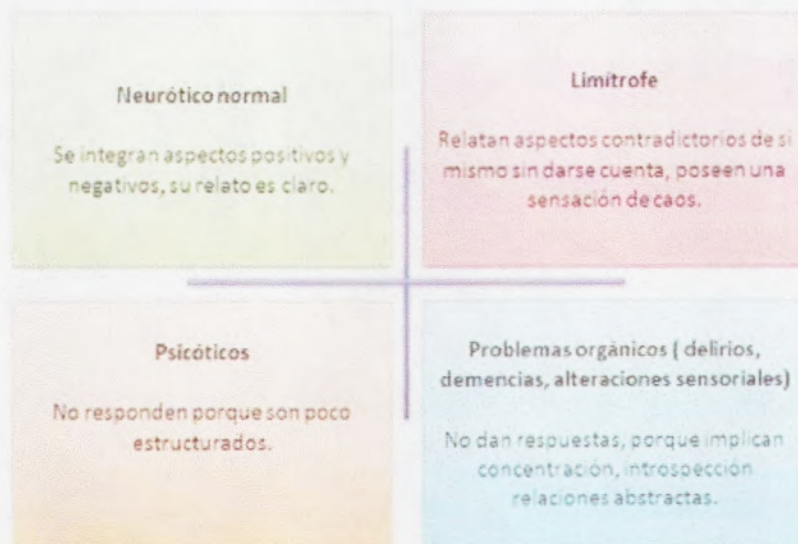 Neurótico normal
Se integran aspectos positivos y
negativos, su relato es claro.
Limítrofe
Relatan aspectos contradictorios de si
mismo sin darse cuenta, poseen una
sensación de caos.
Psicóticos
No responden porque son poco
estructurados.
Problemas orgánicos ( delirios,
demencias, alteraciones sensoriales)
No dan respuestas, porque implican
concentración, introspección
relaciones abstractas.